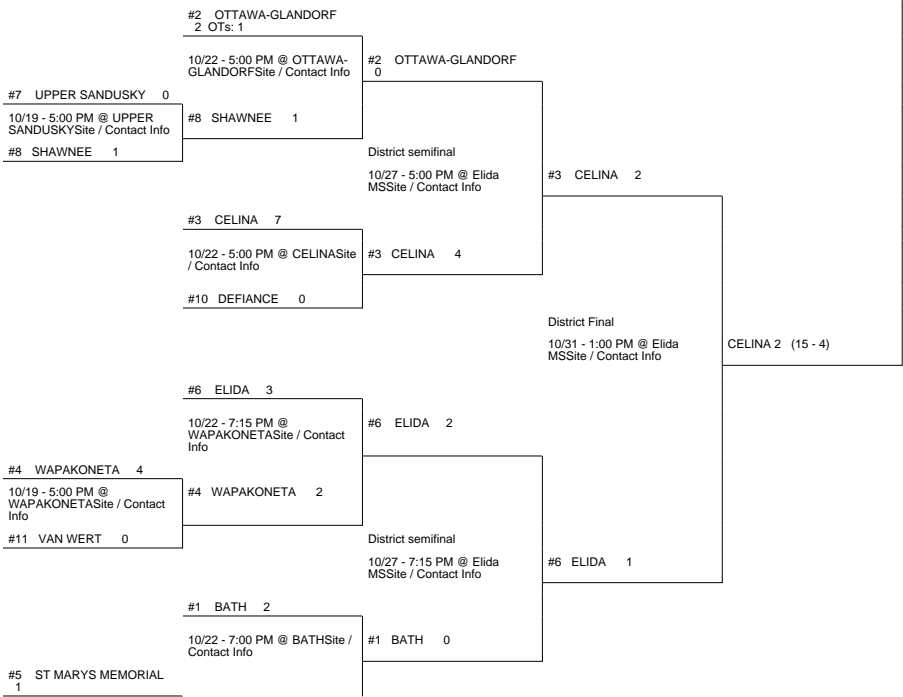 #2 OTTAWA-GLANDORF
2 OTs: 1
10/22 - 5:00 PM @ OTTAWA-
GLANDORFSite / Contact Info
#2 OTTAWA-GLANDORF
0
#7 UPPER SANDUSKY 0
10/19 - 5:00 PM @ UPPER
SANDUSKYSite / Contact Info
#8 SHAWNEE 1
#8 SHAWNEE 1
District semifinal
10/27 - 5:00 PM @ Elida
MSSite / Contact Info
#3 CELINA 2
#3 CELINA 7
10/22 - 5:00 PM @ CELINASite
/ Contact Info
#3 CELINA 4
#10 DEFIANCE 0
District Final
10/31 - 1:00 PM @ Elida
MSSite / Contact Info
CELINA 2 (15 - 4)
#6 ELIDA 3
10/22 - 7:15 PM @
WAPAKONETASite / Contact
Info
#6 ELIDA 2
#4 WAPAKONETA 4
10/19 - 5:00 PM @
WAPAKONETASite / Contact
Info
#4 WAPAKONETA 2
#11 VAN WERT 0
District semifinal
10/27 - 7:15 PM @ Elida
MSSite / Contact Info
#6 ELIDA 1
#1 BATH 2
10/22 - 7:00 PM @ BATHSite /
Contact Info
#1 BATH 0
#5 ST MARYS MEMORIAL
1